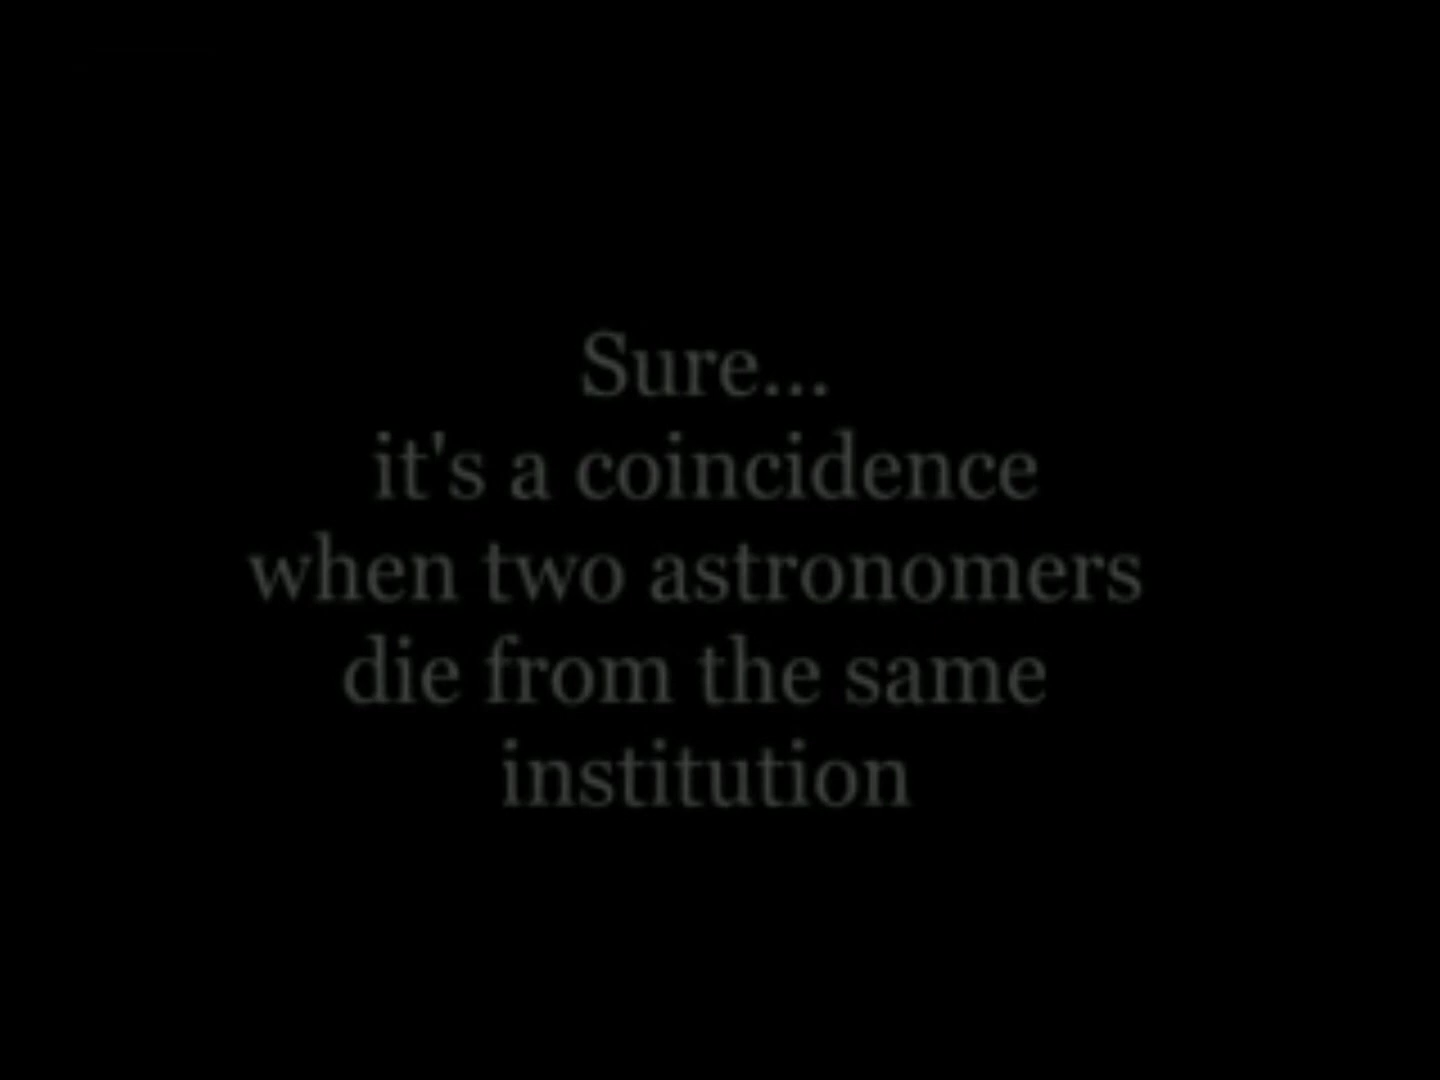 Sure...
it's a coincidence
when two astronomers
die from the same
institution